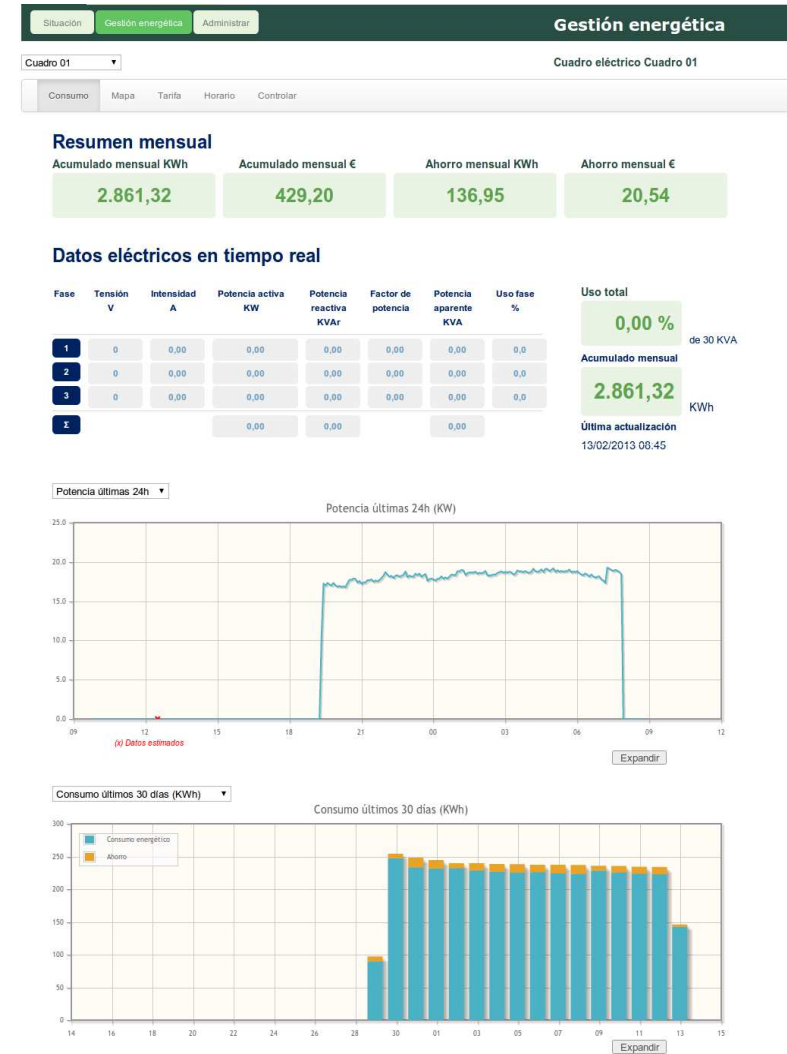 Situación Gestión energética Administrar Gestión energética
Cuadro 01 Cuadro eléctrico Cuadro 01
Consumo Mapa Tarifa Horario Controlar
Resumen mensual
Acumulado mensual KWh Acumulado mensual € Ahorro mensual KWh Ahorro mensual €
2.861,32 429,20 136,95 20,54
Datos eléctricos en tiempo real
Fase Tensión V Intensidad A Potencia activa KW Potencia reactiva KVAr Factor de potencia Potencia aparente KVA Uso fase %
1 0 0,00 0,00 0,00 0,00 0,00 0,0
2 0 0,00 0,00 0,00 0,00 0,00 0,0
3 0 0,00 0,00 0,00 0,00 0,00 0,0
Σ 0,00 0,00 0,00
Uso total
0,00 % de 30 KVA
Acumulado mensual
2.861,32 KWh
Última actualización
13/02/2013 08:45
Potencia últimas 24h
Potencia últimas 24h (KW)
25.0
20.0
15.0
10.0
5.0
0.0
09 12 15 18 21 00 03 06 09 12
(x) Datos estimados
Expandir
Consumo últimos 30 días (KWh)
Consumo últimos 30 días (KWh)
300
Consumo energético
250
Ahorro
200
150
100
50
0
14 16 18 20 22 24 26 28 30 01 03 05 07 09 11 13 15
Expandir